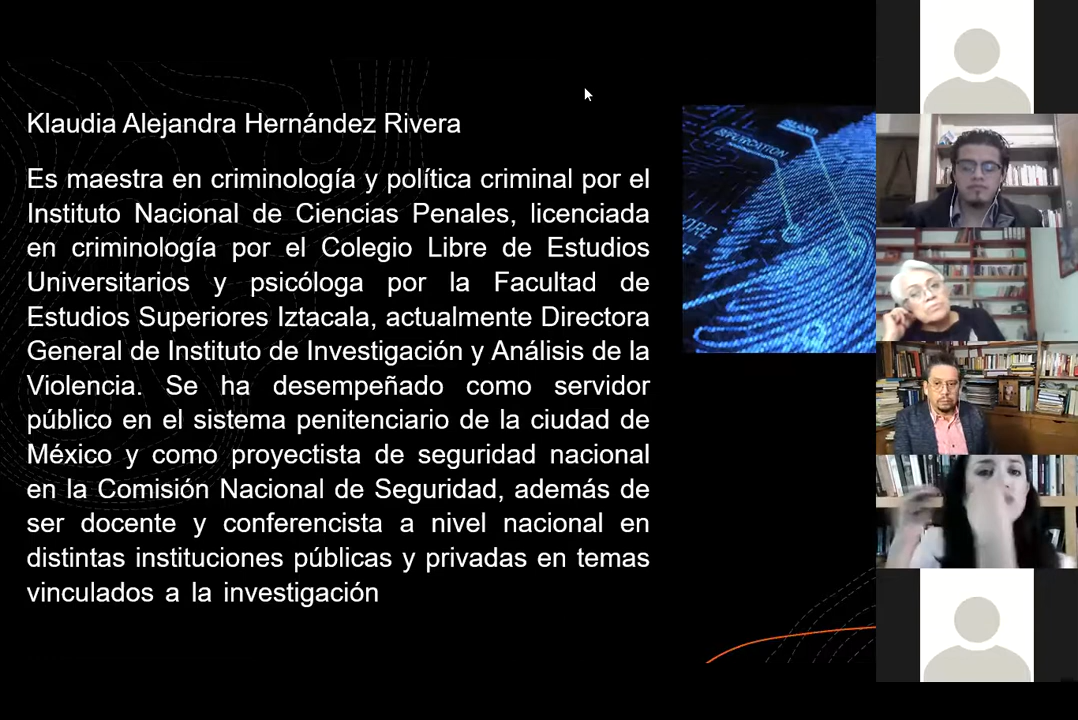 Klaudia Alejandra Hernández Rivera
Es maestra en criminología y política criminal por el
Instituto Nacional de Ciencias Penales, licenciada
en criminología por el Colegio Libre de Estudios
Universitarios y psicóloga por la Facultad de
Estudios Superiores Iztacala, actualmente Directora
General de Instituto de Investigación y Análisis de la
Violencia. Se ha desempeñado como servidor
público en el sistema penitenciario de la ciudad de
México y como proyectista de seguridad nacional
en la Comisión Nacional de Seguridad, además de
ser docente y conferencista a nivel nacional en
distintas instituciones públicas y privadas en temas
vinculados a la investigación
ISLAND